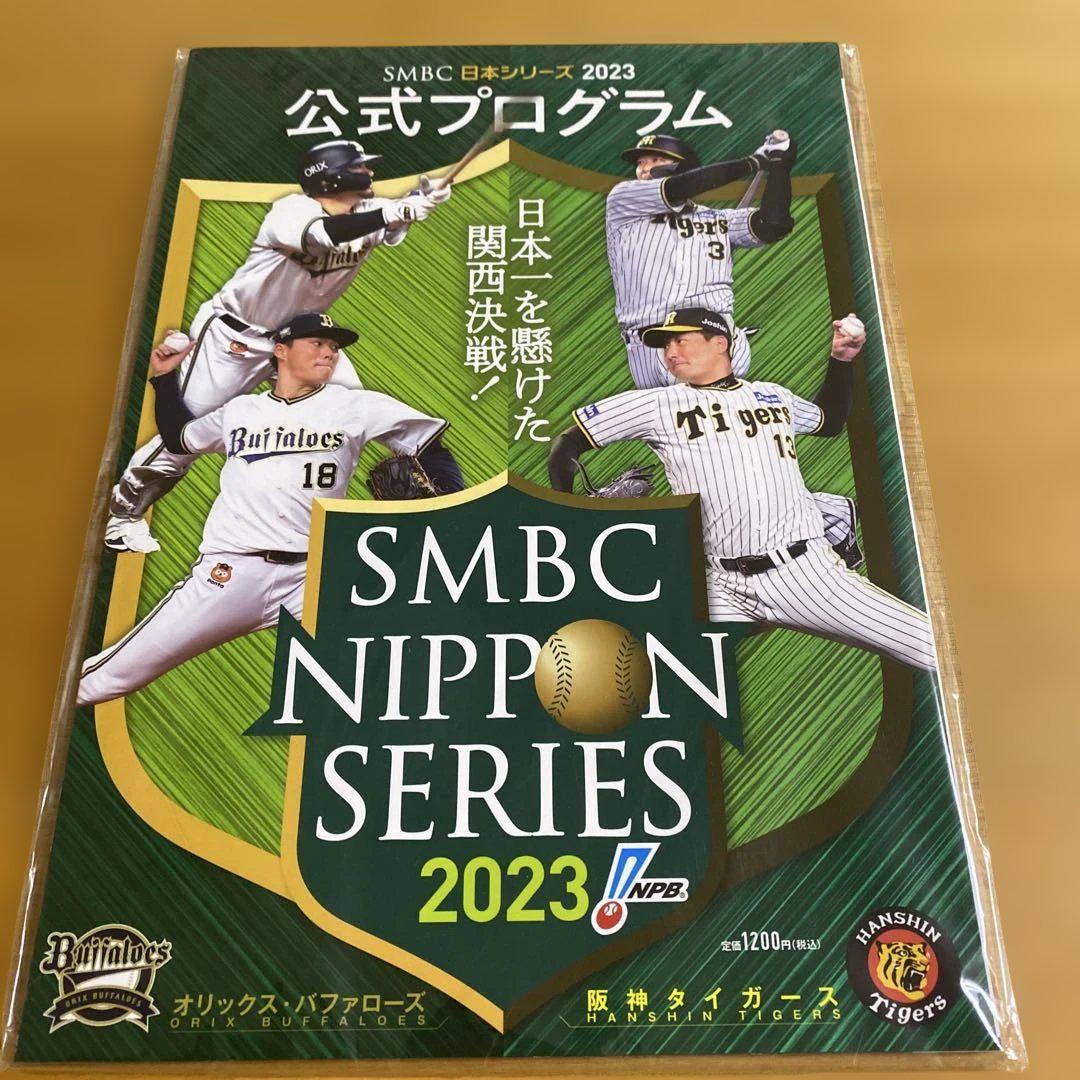 SMBC 日本シリーズ 2023
公式プログラム
日本一を懸けた
関西決戦!
ORIX
Buffaloes
Tigers
3
Joshin
Buffaloes
18
Tigers
13
SMBC
NIPPON
SERIES
2023
NPB
定価1200円(税込)
Buffaloes
ORIX BUFFALOES
オリックス・バファローズ
ORIX BUFFALOES
阪神タイガース
HANSHIN TIGERS
HANSHIN
Tigers